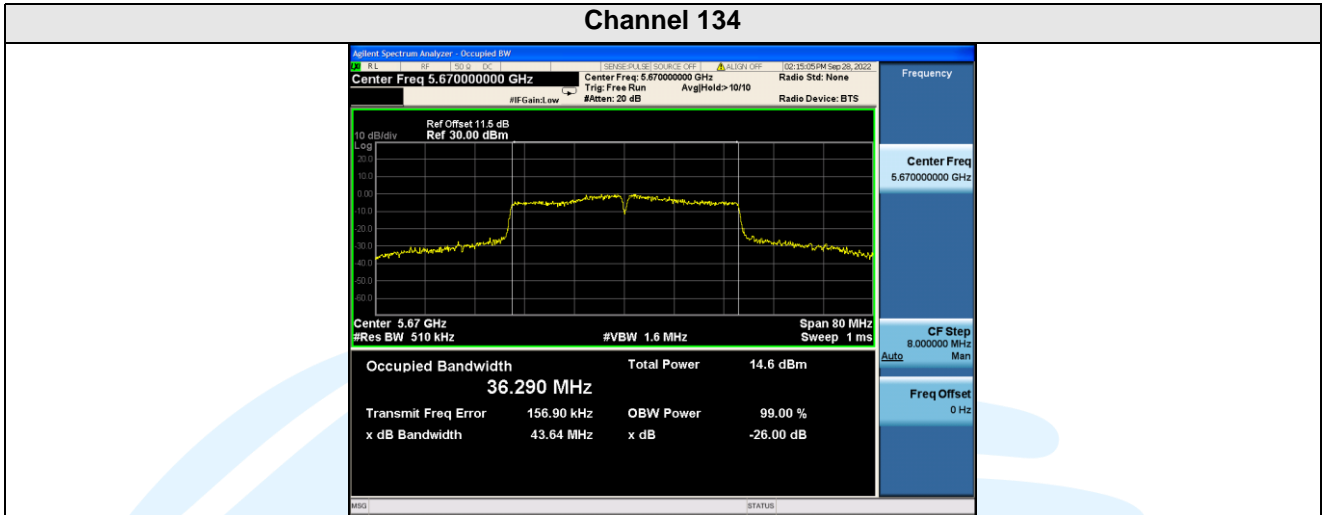 Channel 134
Agilent Spectrum Analyzer - Occupied BW
RL RF 50 Ω DC SENSE:PULSE SOURCE OFF ALIGN OFF 02:15:05 PM Sep 28, 2022
Center Freq 5.670000000 GHz
Center Freq: 5.670000000 GHz
Radio Std: None
Trig: Free Run Avg|Hold:>10/10
#IFGain:Low #Atten: 20 dB Radio Device: BTS
Frequency
Ref Offset 11.5 dB
10 dB/div Ref 30.00 dBm
Log
20.0
10.0
0.00
-10.0
-20.0
-30.0
-40.0
-50.0
-60.0
Center 5.67 GHz Span 80 MHz
#Res BW 510 kHz #VBW 1.6 MHz Sweep 1 ms
Center Freq
5.670000000 GHz
CF Step
8.000000 MHz
Auto Man
Freq Offset
0 Hz
Occupied Bandwidth Total Power 14.6 dBm
36.290 MHz
Transmit Freq Error 156.90 kHz OBW Power 99.00 %
x dB Bandwidth 43.64 MHz x dB -26.00 dB
MSG STATUS